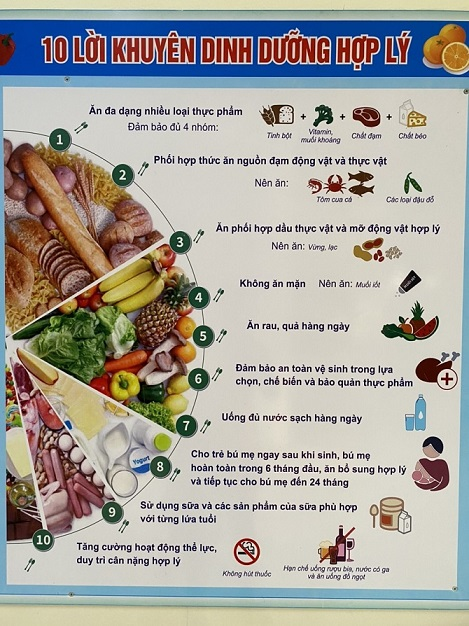 10 LỜI KHUYÊN DINH DƯỠNG HỢP LÝ
1
Ăn đa dạng nhiều loại thực phẩm
Đảm bảo đủ 4 nhóm:
+ + +
Tinh bột
Vitamin,
muối khoáng
Chất đạm
Chất béo
2
Phối hợp thức ăn nguồn đạm động vật và thực vật
Nên ăn:
Tôm cua cá
Các loại đậu đỗ
3
Ăn phối hợp dầu thực vật và mỡ động vật hợp lý
Nên ăn: Vừng, lạc
4
Không ăn mặn Nên ăn: Muối Iốt
5
Ăn rau, quả hàng ngày
6
Đảm bảo an toàn vệ sinh trong lựa
chọn, chế biến và bảo quản thực phẩm
7
Uống đủ nước sạch hàng ngày
8
Cho trẻ bú mẹ ngay sau khi sinh, bú mẹ
hoàn toàn trong 6 tháng đầu, ăn bổ sung hợp lý
và tiếp tục cho bú mẹ đến 24 tháng
Yogurt
9
Sử dụng sữa và các sản phẩm của sữa phù hợp
với từng lứa tuổi
10
Tăng cường hoạt động thể lực,
duy trì cân nặng hợp lý
Không hút thuốc
Hạn chế uống rượu bia, nước có ga
và ăn uống đồ ngọt